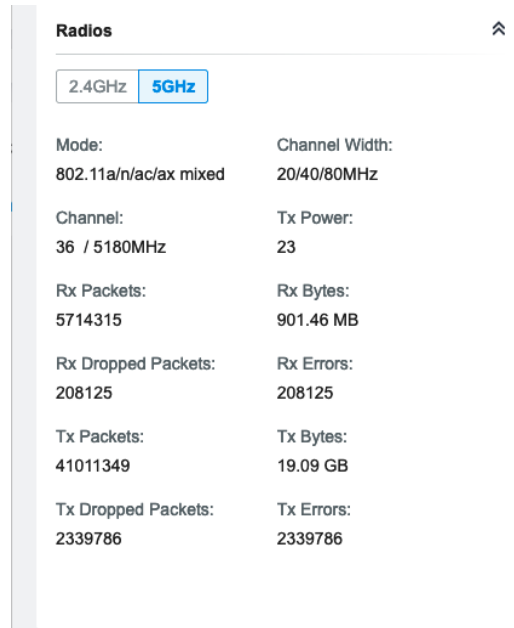 Radios
2.4GHz 5GHz
Mode: Channel Width:
802.11a/n/ac/ax mixed 20/40/80MHz
Channel: Tx Power:
36 / 5180MHz 23
Rx Packets: Rx Bytes:
5714315 901.46 MB
Rx Dropped Packets: Rx Errors:
208125 208125
Tx Packets: Tx Bytes:
41011349 19.09 GB
Tx Dropped Packets: Tx Errors:
2339786 2339786